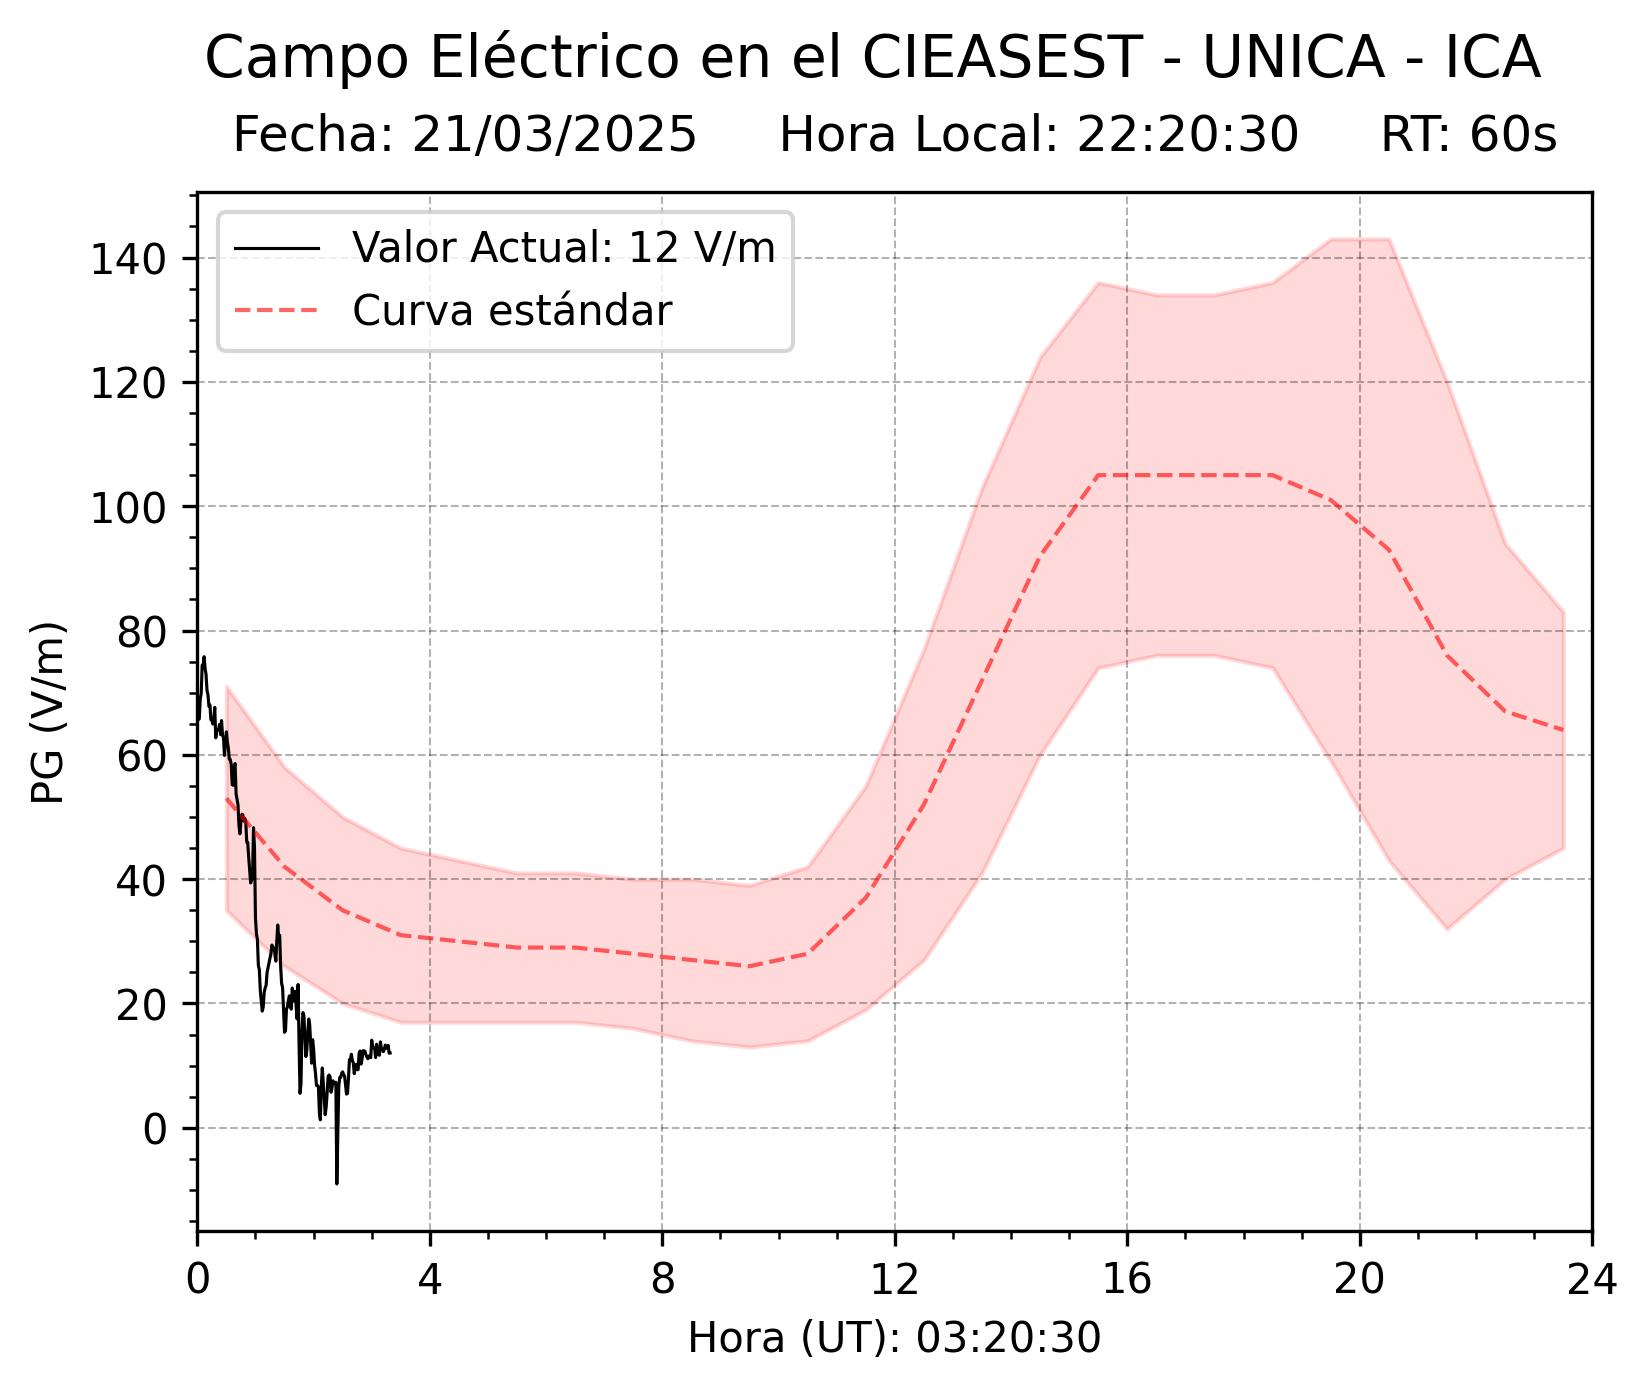 Campo Eléctrico en el CIEASEST - UNICA - ICA
Fecha: 21/03/2025 Hora Local: 22:20:30 RT: 60s
Valor Actual: 12 V/m
Curva estándar
PG (V/m)
140
120
100
80
60
40
20
0
0 4 8 12 16 20 24
Hora (UT): 03:20:30